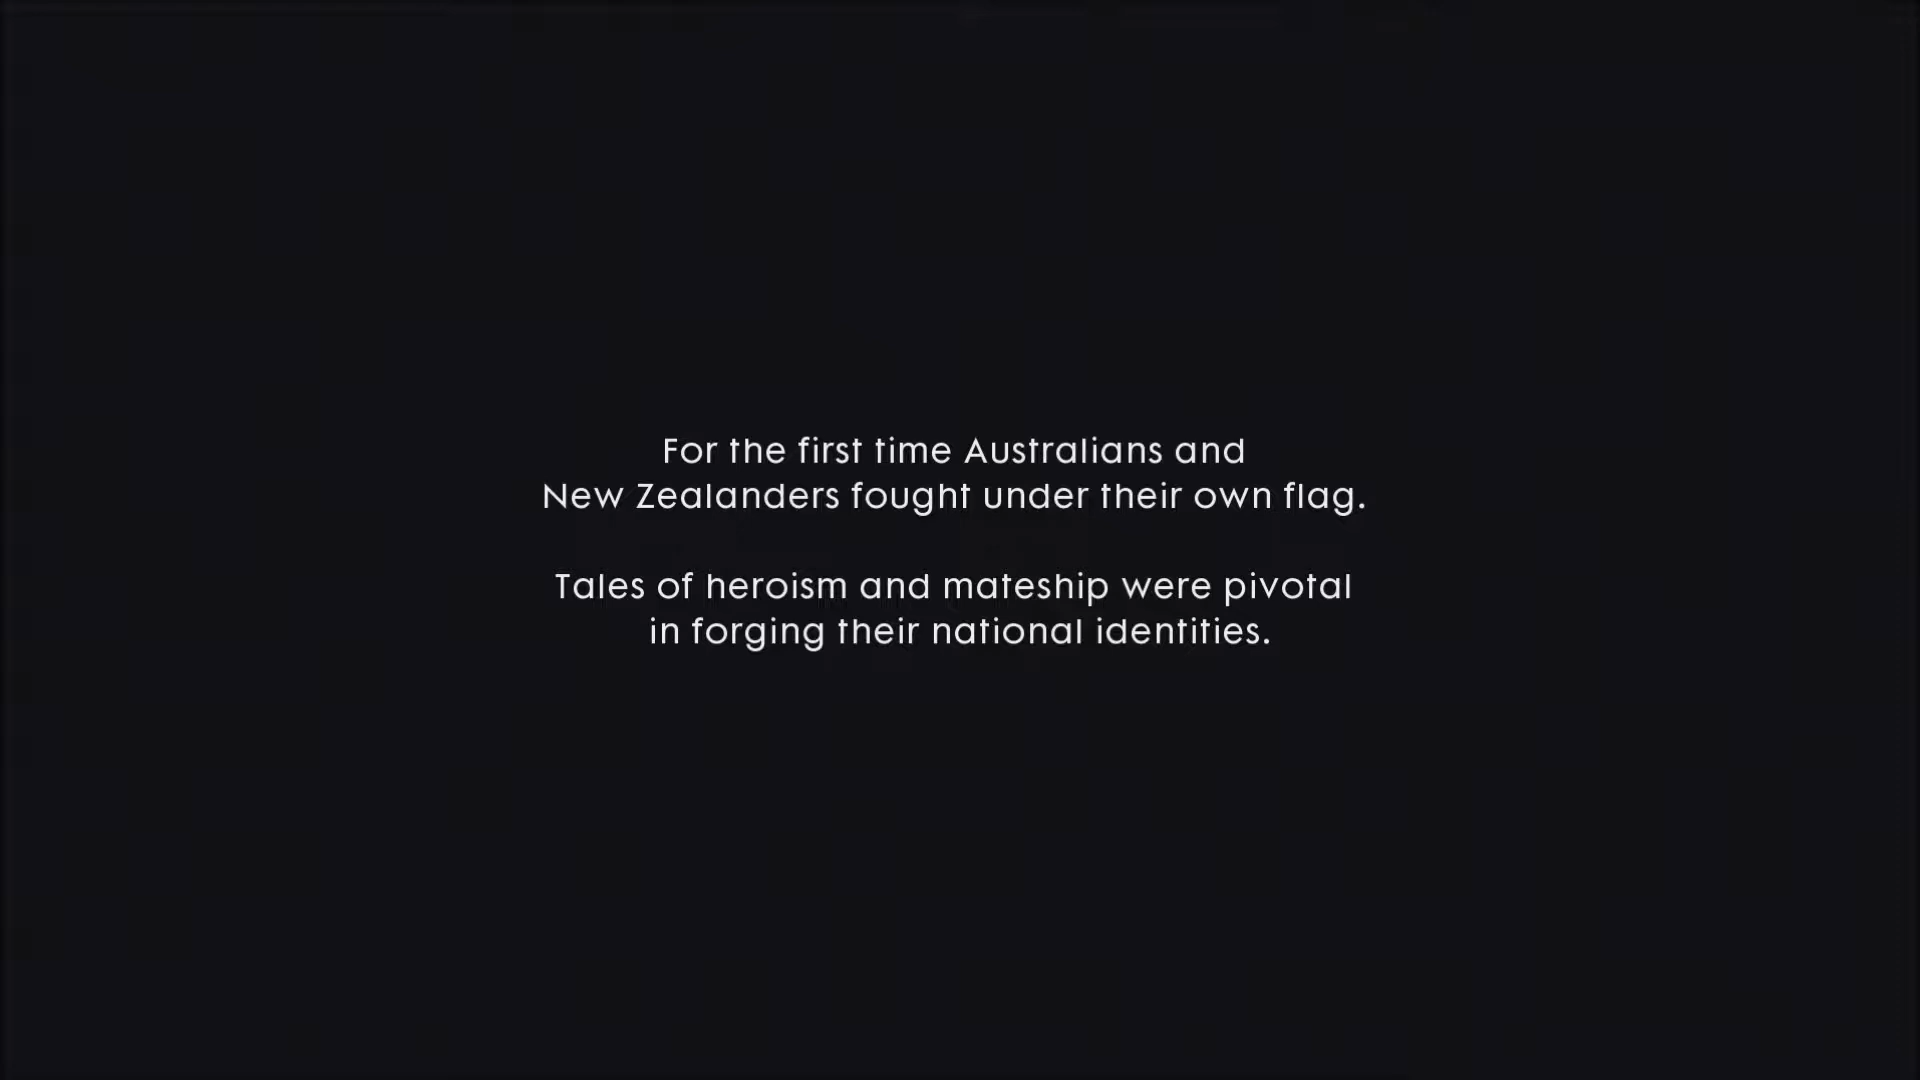 For the first time Australians and
New Zealanders fought under their own flag.
Tales of heroism and mateship were pivotal
in forging their national identities.